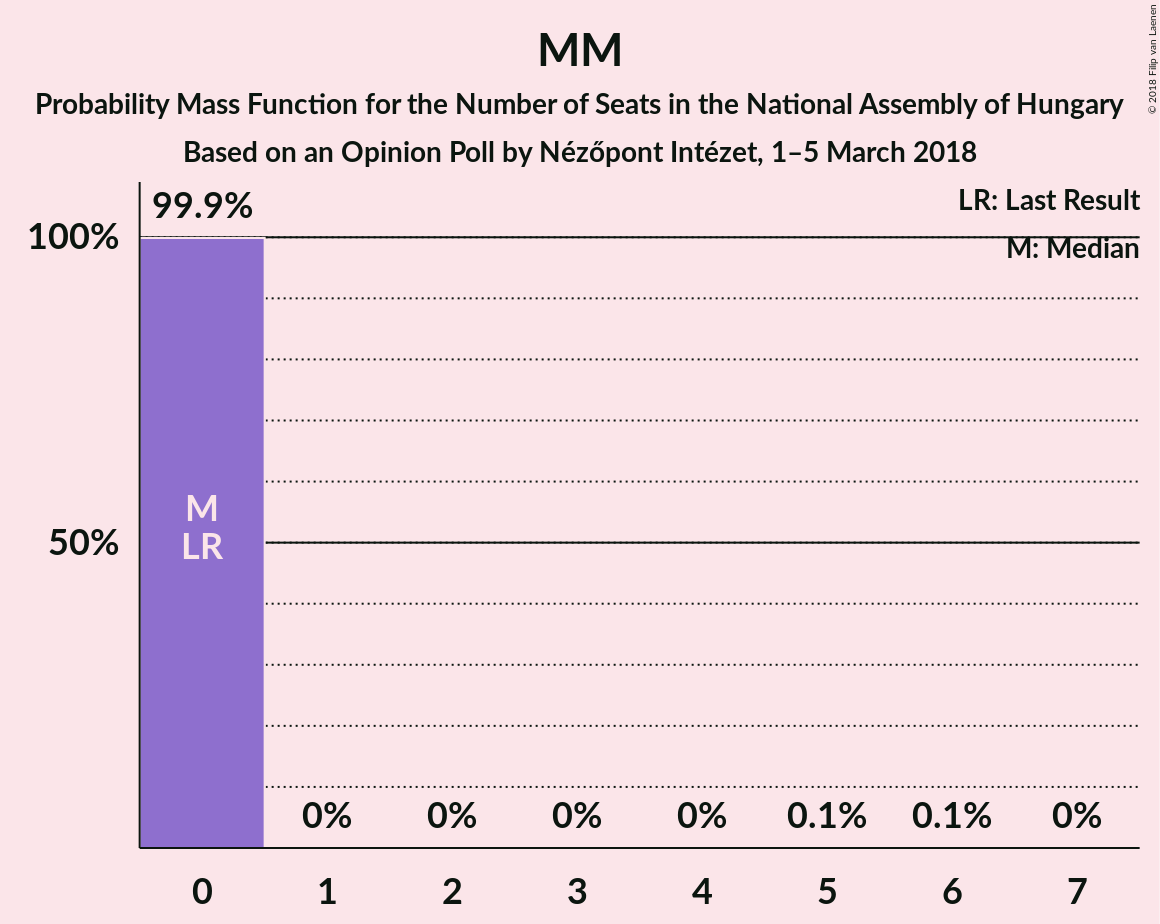 MM
Probability Mass Function for the Number of Seats in the National Assembly of Hungary
Based on an Opinion Poll by Nézőpont Intézet, 1–5 March 2018
© 2018 Filip van Laenen
LR: Last Result
M: Median
99.9%
100%
50%
M
LR
0% 0% 0% 0% 0.1% 0.1% 0%
0 1 2 3 4 5 6 7